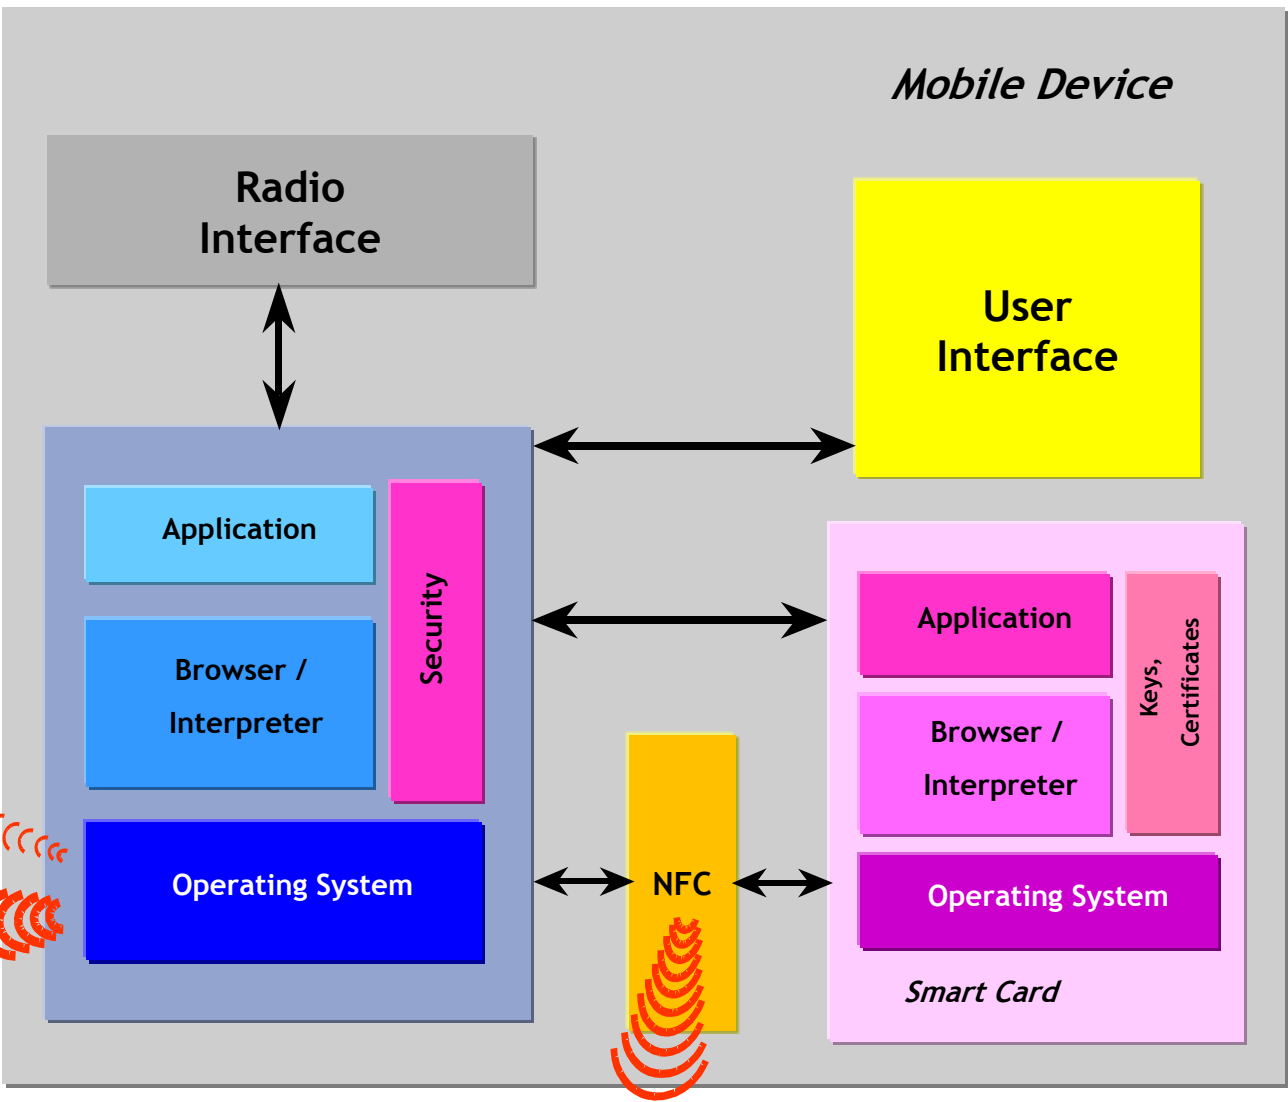 Mobile Device
Radio
Interface
User
Interface
Application
Security
Browser /
Interpreter
Operating System
NFC
Application
Keys,
Certificates
Browser /
Interpreter
Operating System
Smart Card